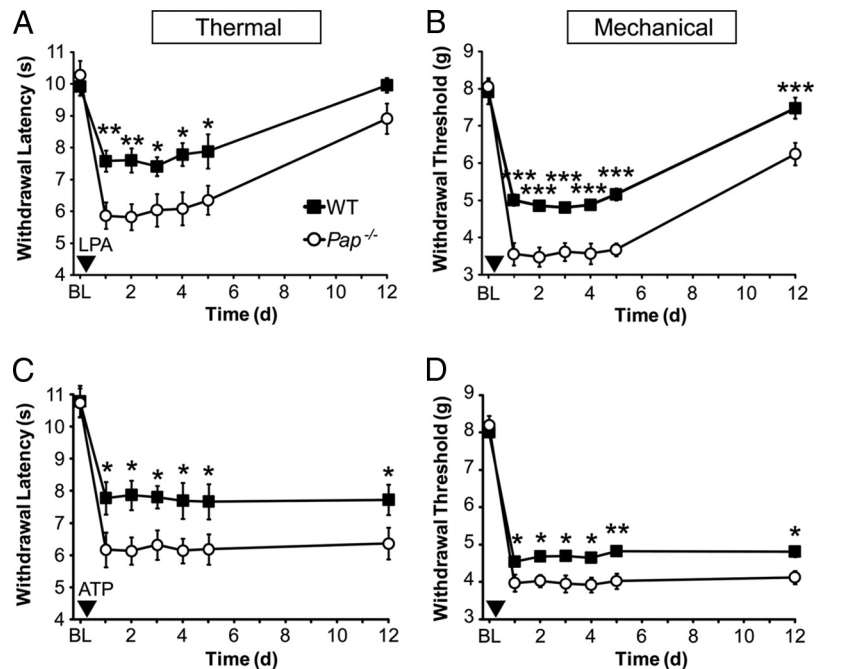 A
Thermal
11
10
9
8
7
6
5
4
Withdrawal Latency (s)
** ** * * *
WT
Pap -/-
LPA
BL 2 4 6 8 10 12
Time (d)
B
Mechanical
9
8
7
6
5
4
3
Withdrawal Threshold (g)
*** *** *** *** *** ***
BL 2 4 6 8 10 12
Time (d)
C
11
10
9
8
7
6
5
4
Withdrawal Latency (s)
* * * * * *
ATP
BL 2 4 6 8 10 12
Time (d)
D
9
8
7
6
5
4
3
Withdrawal Threshold (g)
* * * * ** *
BL 2 4 6 8 10 12
Time (d)